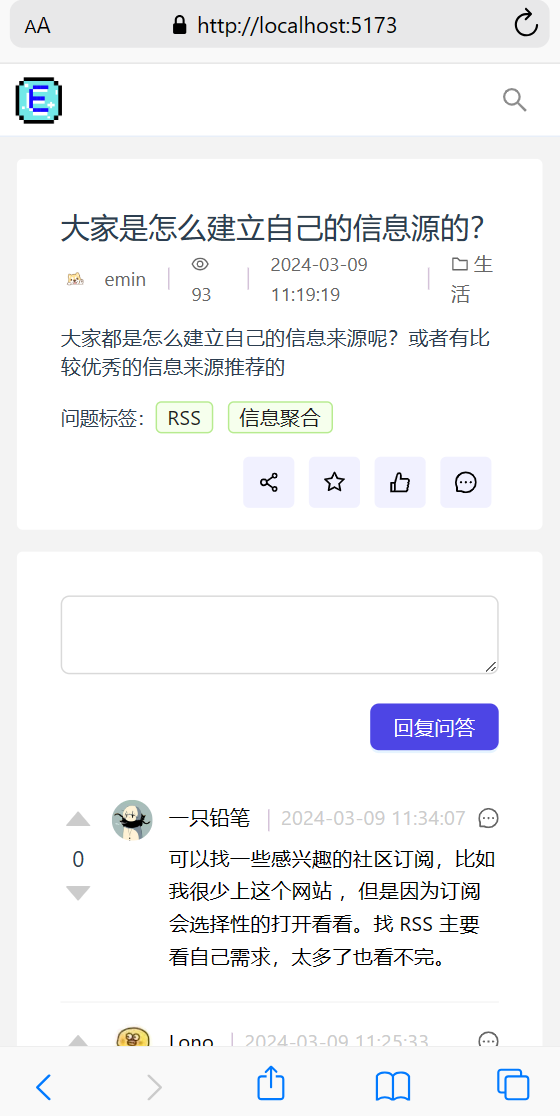 AA http://localhost:5173
E
大家是怎么建立自己的信息源的？
emin | 93 | 2024-03-09 11:19:19 | 生活
大家都是怎么建立自己的信息来源呢？或者有比
较优秀的信息来源推荐的
问题标签： RSS 信息聚合
回复问答
一只铅笔 | 2024-03-09 11:34:07
0
可以找一些感兴趣的社区订阅，比如
我很少上这个网站 ，但是因为订阅
会选择性的打开看看。找 RSS 主要
看自己需求，太多了也看不完。
Lono | 2024-03-09 11:25:33